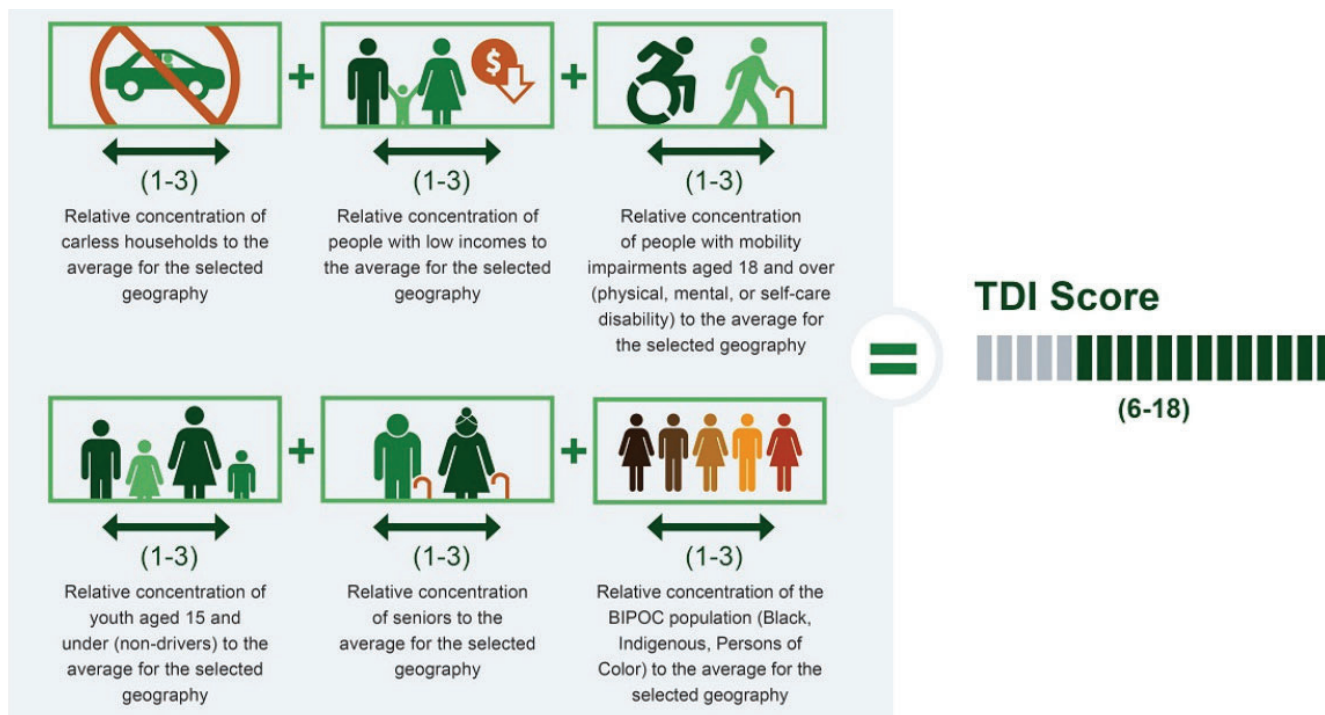 +
+
$
(1-3)
Relative concentration of
carless households to the
average for the selected
geography
(1-3)
Relative concentration of
people with low incomes to
the average for the selected
geography
(1-3)
Relative concentration
of people with mobility
impairments aged 18 and over
(physical, mental, or self-care
disability) to the average for
the selected geography
+
+
(1-3)
Relative concentration of
youth aged 15 and
under (non-drivers) to the
average for the selected
geography
(1-3)
Relative concentration
of seniors to the
average for the selected
geography
(1-3)
Relative concentration of the
BIPOC population (Black,
Indigenous, Persons of
Color) to the average for the
selected geography
=
TDI Score
(6-18)